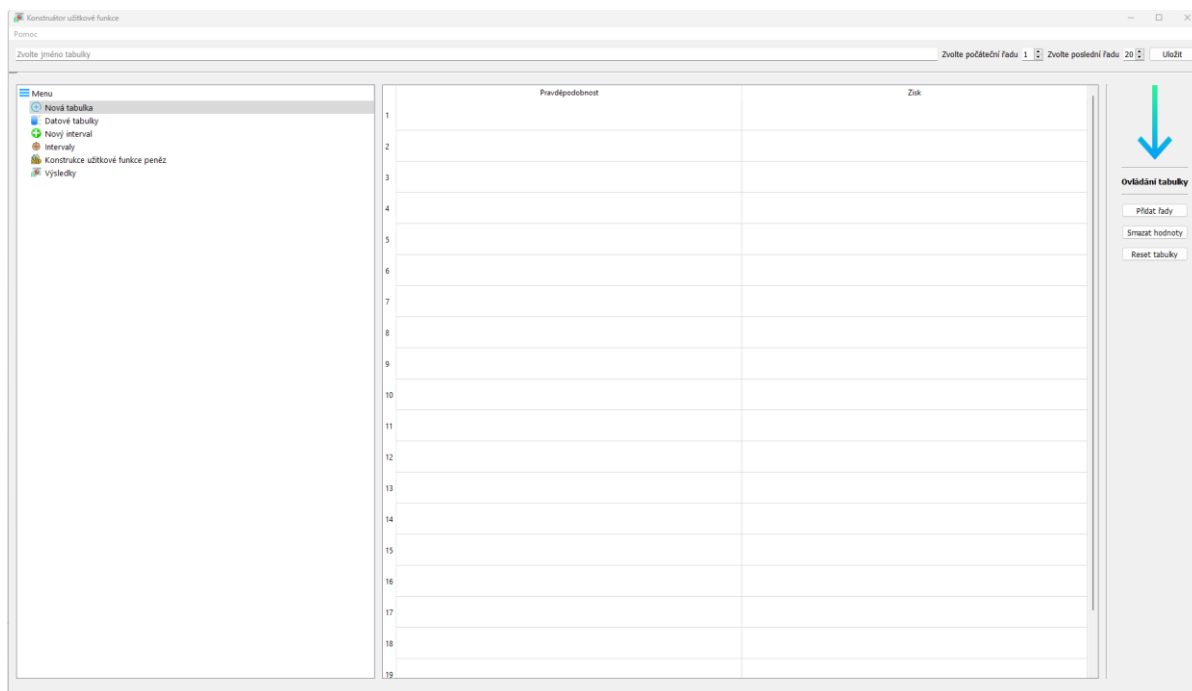 Konstruktor užitkové funkce
Pomoc
Zvolte jméno tabulky
Zvolte počáteční řadu 1 Zvolte poslední řadu 20 Uložit
Menu
Nová tabulka
Datové tabulky
Nový interval
Intervaly
Konstrukce užitkové funkce peněz
Výsledky
Pravděpodobnost Zisk
1
2
3
4
5
6
7
8
9
10
11
12
13
14
15
16
17
18
19
Ovládání tabulky
Přidat řady
Smazat hodnoty
Reset tabulky